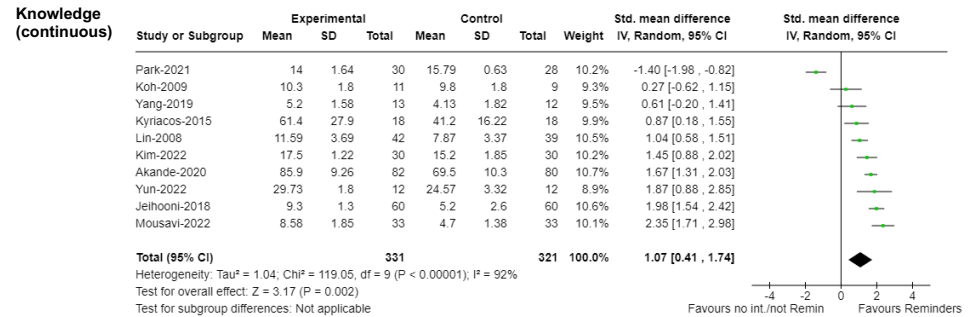 Knowledge
(continuous)
Experimental Control Std. mean difference Std. mean difference
Study or Subgroup Mean SD Total Mean SD Total Weight IV, Random, 95% CI IV, Random, 95% CI
Park-2021 14 1.64 30 15.79 0.63 28 10.2% -1.40 [-1.98 , -0.82]
Koh-2009 10.3 1.8 11 9.8 1.8 9 9.3% 0.27 [-0.62 , 1.15]
Yang-2019 5.2 1.58 13 4.13 1.82 12 9.5% 0.61 [-0.20 , 1.41]
Kyriacos-2015 61.4 27.9 18 41.2 16.22 18 9.9% 0.87 [0.18 , 1.55]
Lin-2008 11.59 3.69 42 7.87 3.37 39 10.5% 1.04 [0.58 , 1.51]
Kim-2022 17.5 1.22 30 15.2 1.85 30 10.3% 1.45 [0.88 , 2.02]
Akande-2020 85.9 9.26 82 69.5 10.3 80 10.7% 1.67 [1.31 , 2.03]
Yun-2022 29.73 1.8 12 24.57 3.32 12 8.9% 1.87 [0.88 , 2.85]
Jeihooni-2018 9.3 1.3 60 5.2 2.6 60 10.6% 1.98 [1.54 , 2.42]
Mousavi-2022 8.58 1.85 33 4.7 1.38 33 10.1% 2.35 [1.71 , 2.98]
Total (95% CI) 331 321 100.0% 1.07 [0.41 , 1.74]
Heterogeneity: Tau² = 1.04; Chi² = 119.05, df = 9 (P < 0.00001); I² = 92%
Test for overall effect: Z = 3.17 (P = 0.002)
Test for subgroup differences: Not applicable
-4 -2 0 2 4
Favours no int./not Remin Favours Reminders